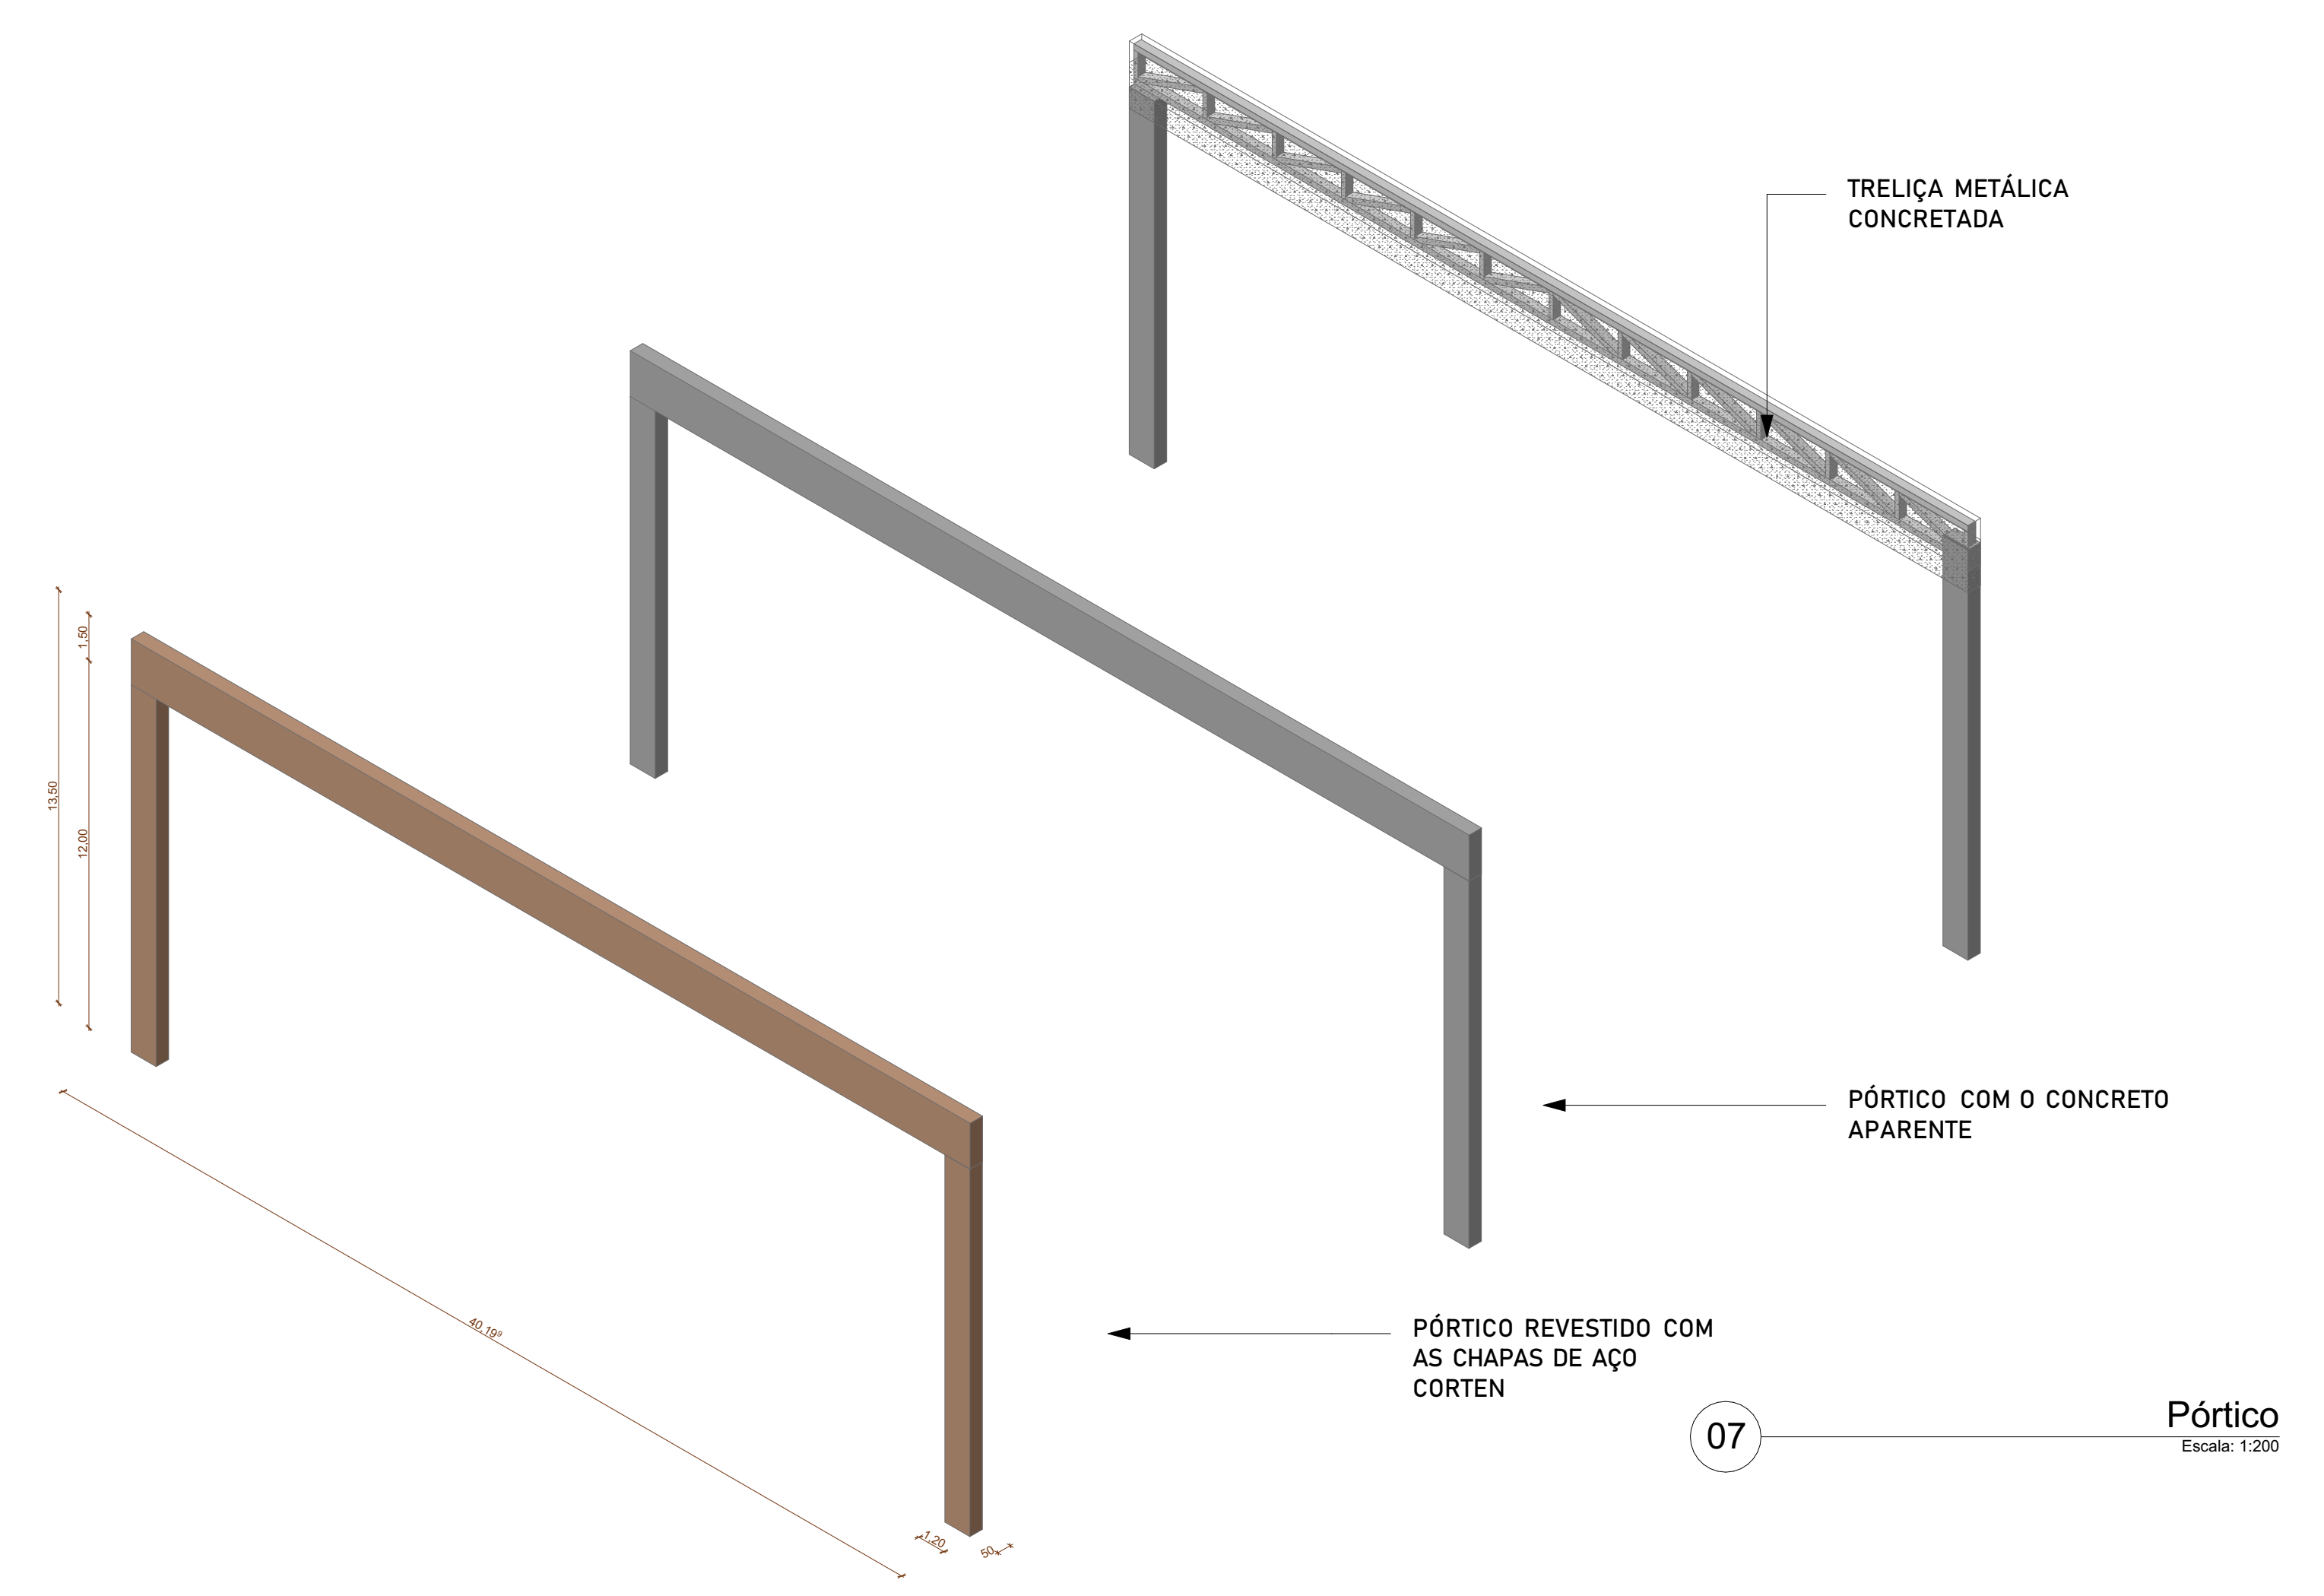 TRELIÇA METÁLICA
CONCRETADA
1,50
13,50
12,00
PÓRTICO COM O CONCRETO
APARENTE
40,19⁹
PÓRTICO REVESTIDO COM
AS CHAPAS DE AÇO
CORTEN
07
Pórtico
Escala: 1:200
1,20
50